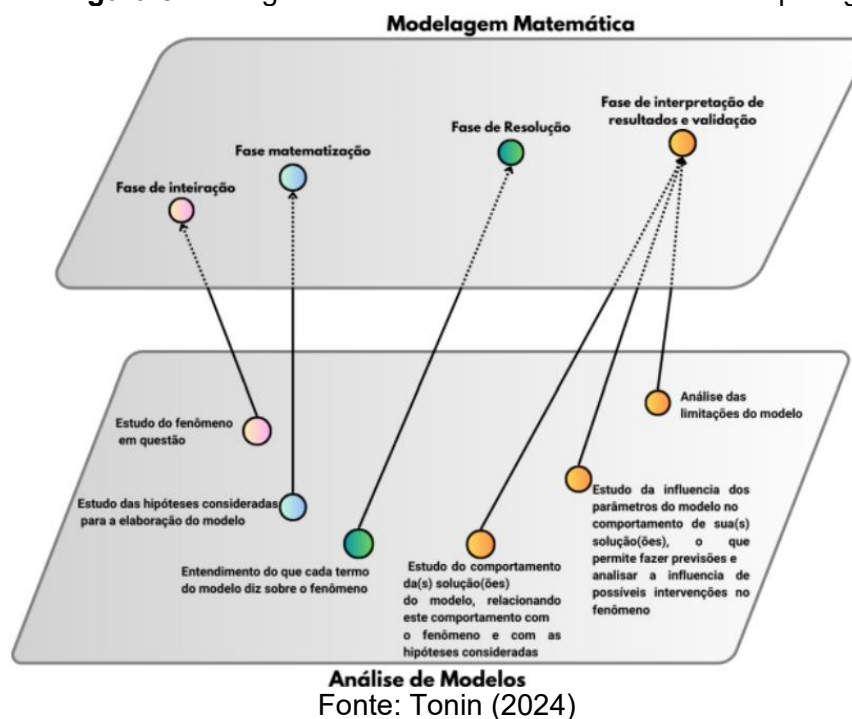 Modelagem Matemática
Fase de interpretação de
resultados e validação
Fase de Resolução
Fase matematização
Fase de inteiração
Análise das
limitações do modelo
Estudo do fenômeno
em questão
Estudo da influencia dos
parâmetros do modelo no
comportamento de sua(s)
solução(ões), o que
permite fazer previsões e
analisar a influencia de
possíveis intervenções no
fenômeno
Estudo das hipóteses consideradas
para a elaboração do modelo
Entendimento do que cada termo
do modelo diz sobre o fenômeno
Estudo do comportamento
da(s) solução(ões)
do modelo, relacionando
este comportamento com
o fenômeno e com as
hipóteses consideradas
Análise de Modelos
Fonte: Tonin (2024)